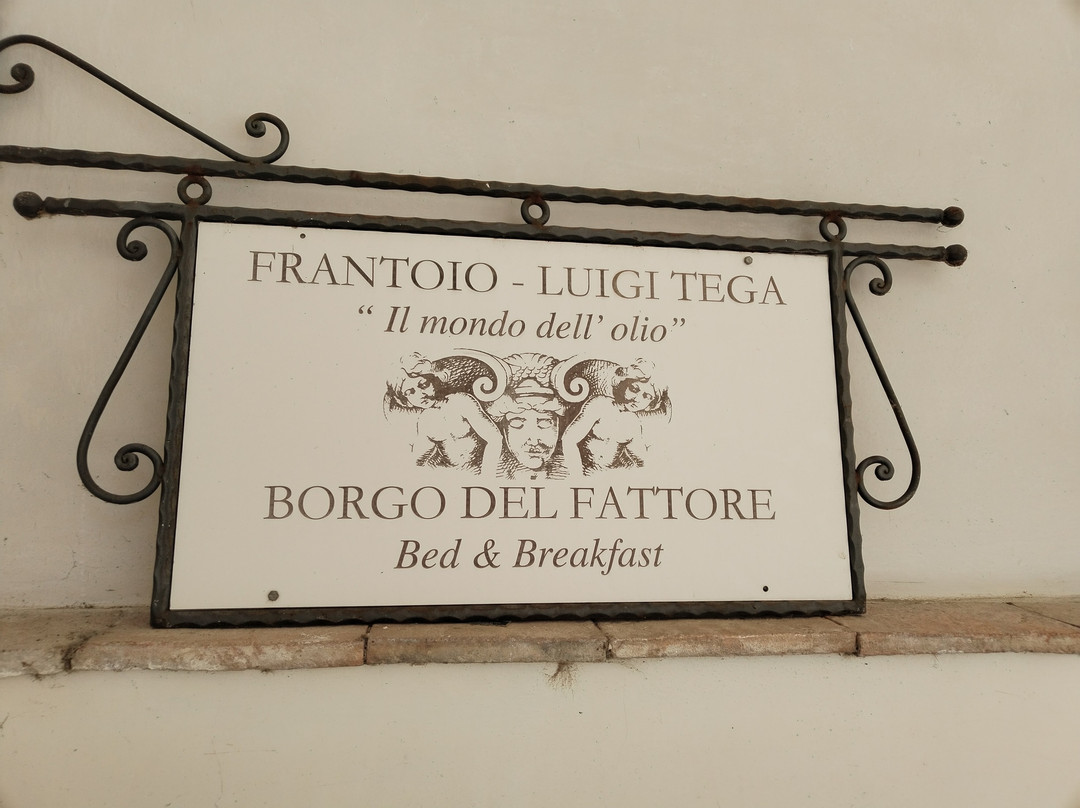 FRANTOIO - LUIGI TEGA
“ Il mondo dell’ olio”
BORGO DEL FATTORE
Bed & Breakfast